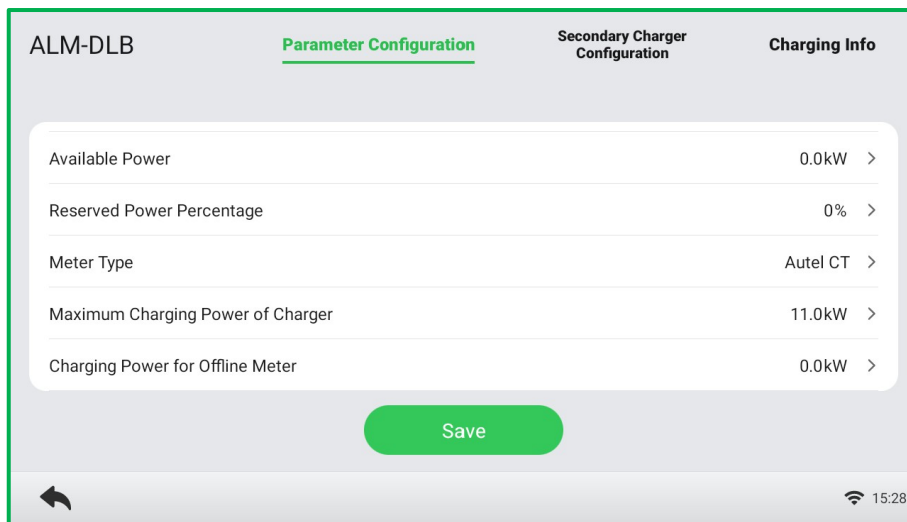 ALM-DLB
Parameter Configuration
Secondary Charger
Configuration
Charging Info
Available Power 0.0kW
Reserved Power Percentage 0%
Meter Type Autel CT
Maximum Charging Power of Charger 11.0kW
Charging Power for Offline Meter 0.0kW
Save
15:28